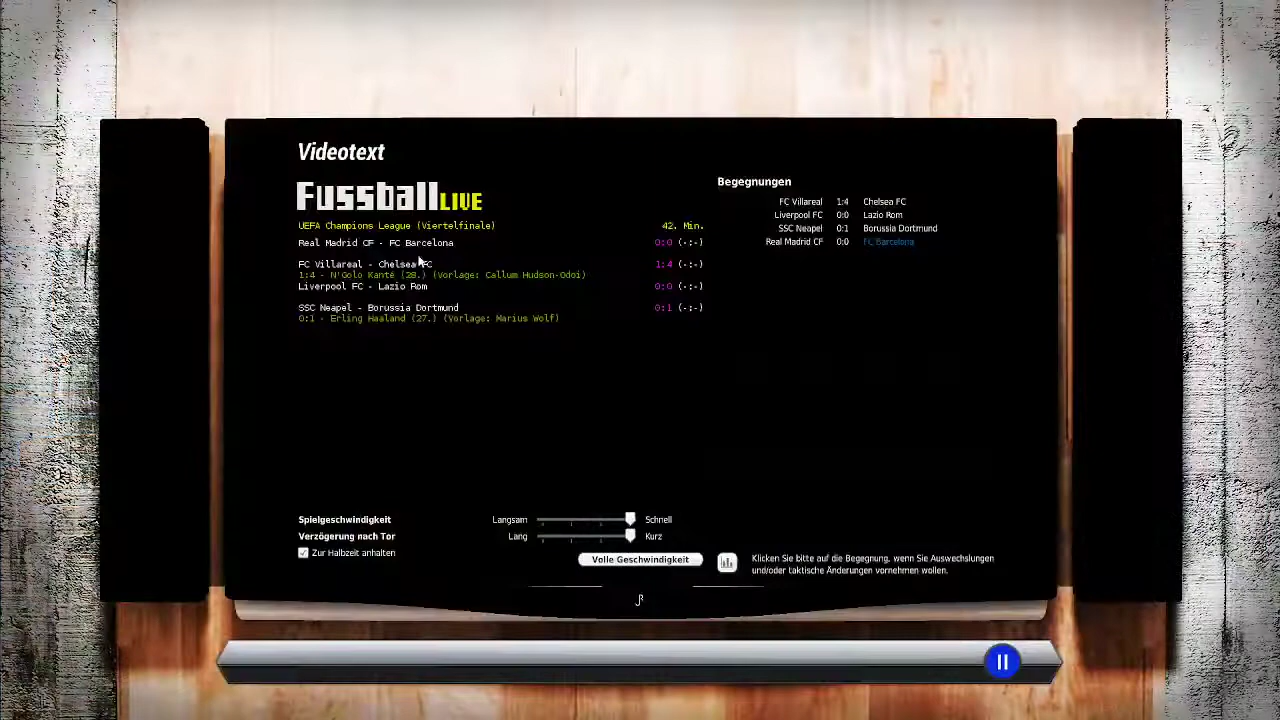 Videotext
Fussball LIVE
UEFA Champions League (Viertelfinale) 42. Min.
Real Madrid CF - FC Barcelona 0:0 (-:-)
FC Villareal - Chelsea FC 1:4 (-:-)
1:4 - N'Golo Kanté (28.) (Vorlage: Callum Hudson-Odoi)
Liverpool FC - Lazio Rom 0:0 (-:-)
SSC Neapel - Borussia Dortmund 0:1 (-:-)
0:1 - Erling Haaland (27.) (Vorlage: Marius Wolf)
Begegnungen
FC Villareal 1:4 Chelsea FC
Liverpool FC 0:0 Lazio Rom
SSC Neapel 0:1 Borussia Dortmund
Real Madrid CF 0:0 FC Barcelona
Spielgeschwindigkeit Langsam Schnell
Verzögerung nach Tor Lang Kurz
Zur Halbzeit anhalten
Volle Geschwindigkeit
Klicken Sie bitte auf die Begegnung, wenn Sie Auswechslungen
und/oder taktische Änderungen vornehmen wollen.